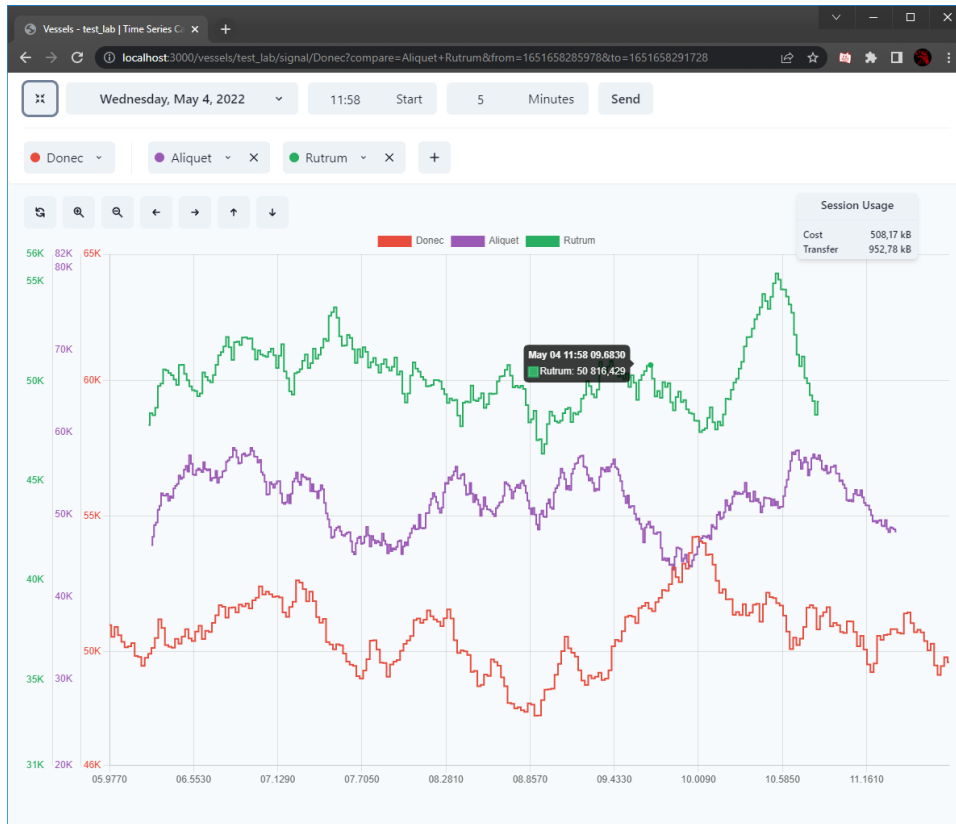 Vessels - test_lab | Time Series Ca
localhost:3000/vessels/test_lab/signal/Donec?compare=Aliquet+Rutrum&from=1651658285978&to=1651658291728
Wednesday, May 4, 2022 11:58 Start 5 Minutes Send
Donec Aliquet Rutrum
Session Usage
Cost 508,17 kB
Transfer 952,78 kB
Donec Aliquet Rutrum
56K 82K 65K
80K
55K
70K
May 04 11:58 09.6830
Rutrum: 50 816,429
50K 60K
60K
45K
50K 55K
40K
40K
50K
35K 30K
31K 20K 46K
05.9770 06.5530 07.1290 07.7050 08.2810 08.8570 09.4330 10.0090 10.5850 11.1610